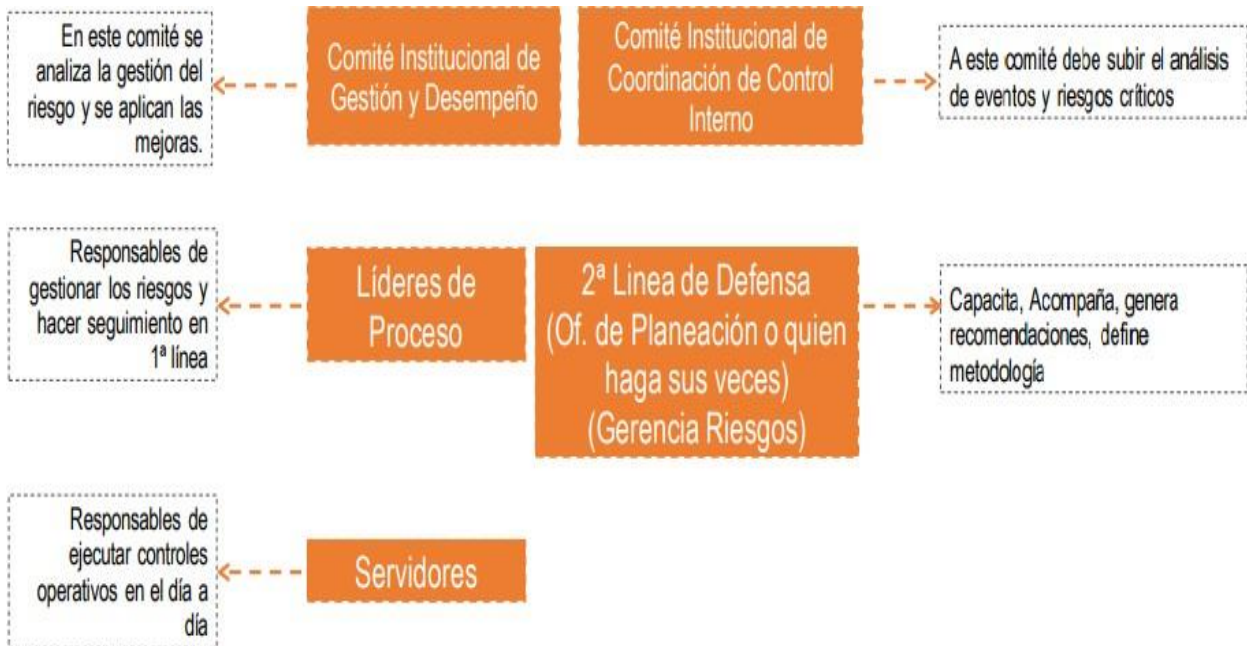 En este comité se
analiza la gestión del
riesgo y se aplican las
mejoras.
Comité Institucional de
Gestión y Desempeño
Comité Institucional de
Coordinación de Control
Interno
A este comité debe subir el análisis
de eventos y riesgos críticos
Responsables de
gestionar los riesgos y
hacer seguimiento en
1ª línea
Líderes de
Proceso
2ª Linea de Defensa
(Of. de Planeación o quien
haga sus veces)
(Gerencia Riesgos)
Capacita, Acompaña, genera
recomendaciones, define
metodología
Responsables de
ejecutar controles
operativos en el día a
día
Servidores